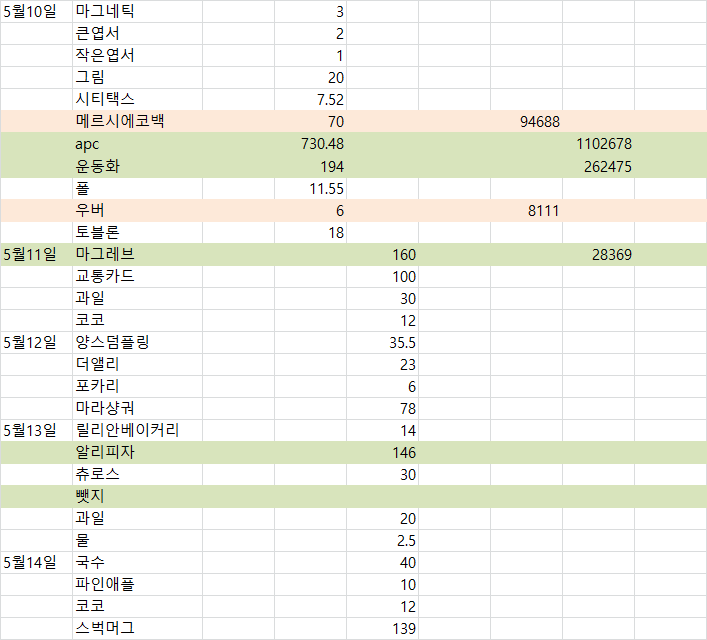 5월10일 마그네틱 3
큰엽서 2
작은엽서 1
그림 20
시티택스 7.52
메르시에코백 70 94688
apc 730.48 1102678
운동화 194 262475
폴 11.55
우버 6 8111
토블론 18
5월11일 마그레브 160 28369
교통카드 100
과일 30
코코 12
5월12일 양스덤플링 35.5
더앨리 23
포카리 6
마라샹궈 78
5월13일 릴리안베이커리 14
알리피자 146
츄로스 30
뺏지
과일 20
물 2.5
5월14일 국수 40
파인애플 10
코코 12
스벅머그 139